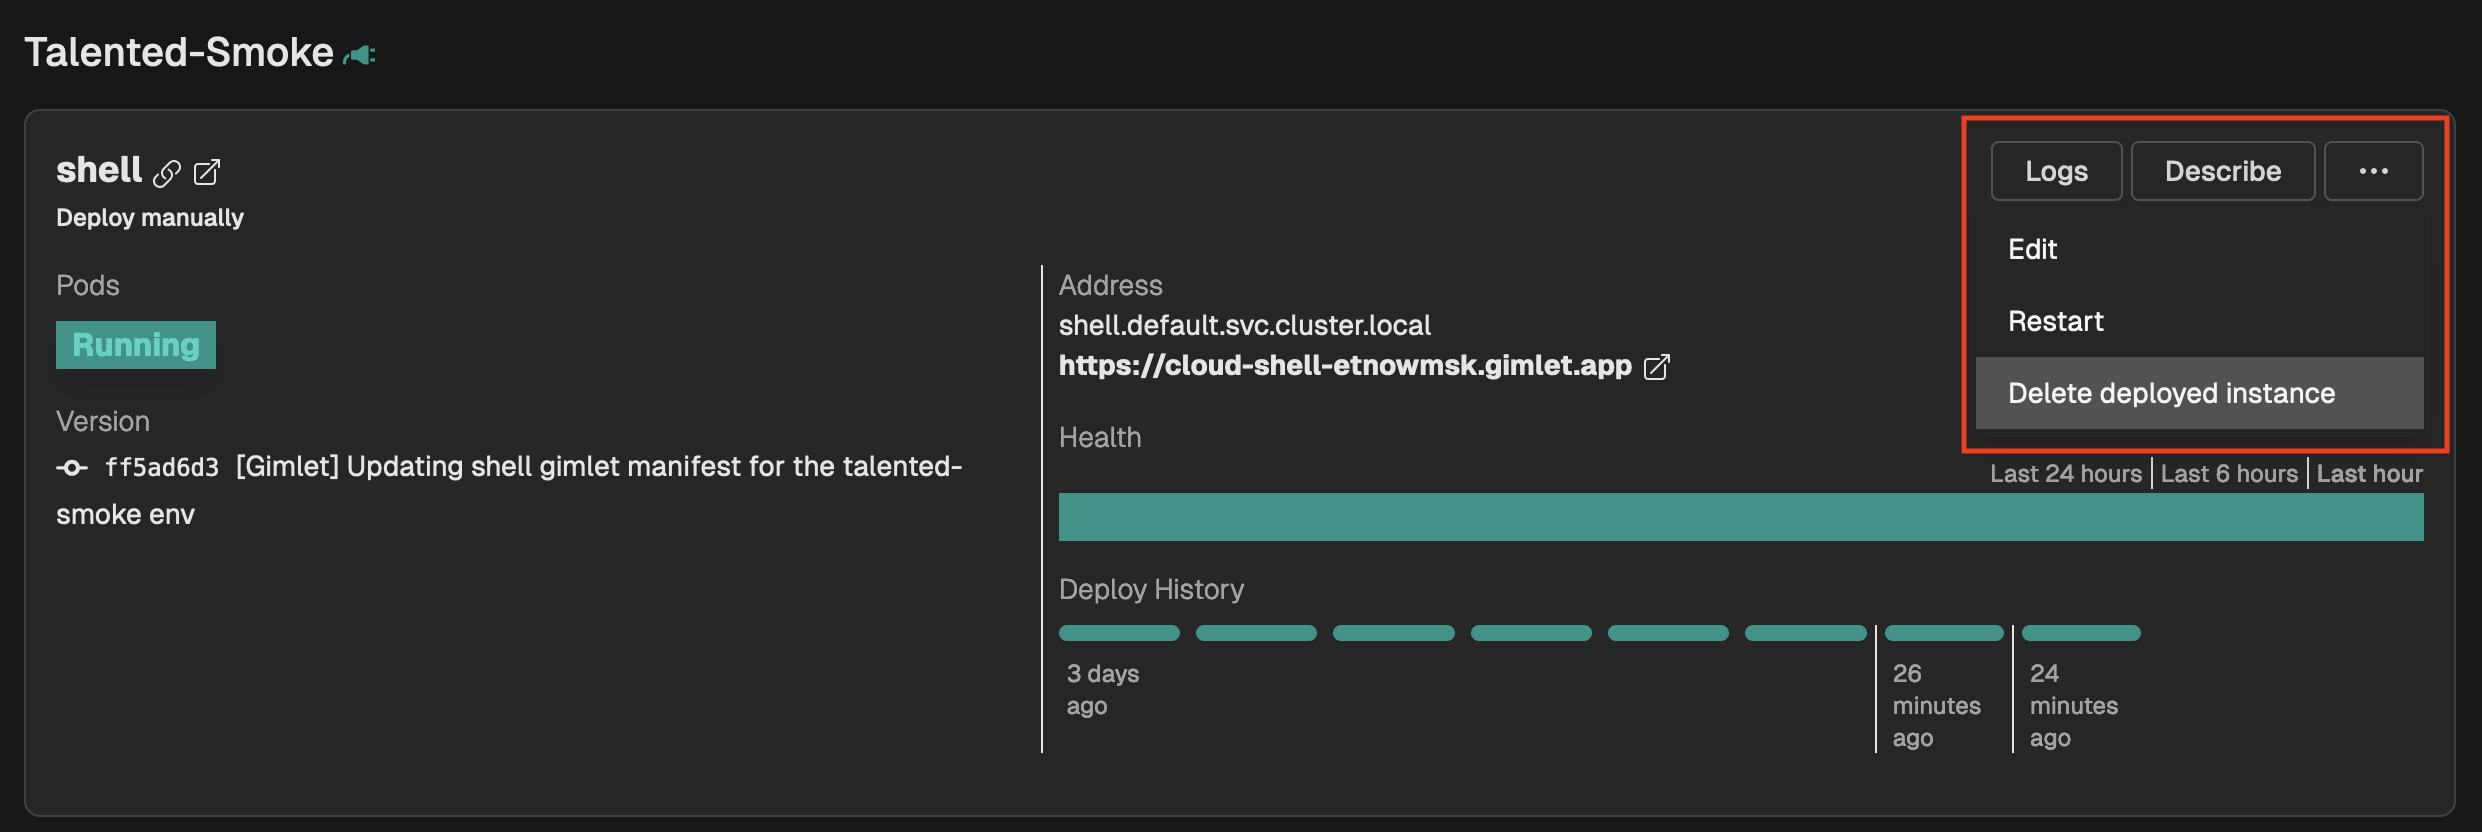 Talented-Smoke
shell
Deploy manually
Logs
Describe
...
Edit
Restart
Delete deployed instance
Pods
Running
Version
ff5ad6d3 [Gimlet] Updating shell gimlet manifest for the talented-
smoke env
Address
shell.default.svc.cluster.local
https://cloud-shell-etnowmsk.gimlet.app
Health
Last 24 hours
Last 6 hours
Last hour
Deploy History
3 days
ago
26
minutes
ago
24
minutes
ago